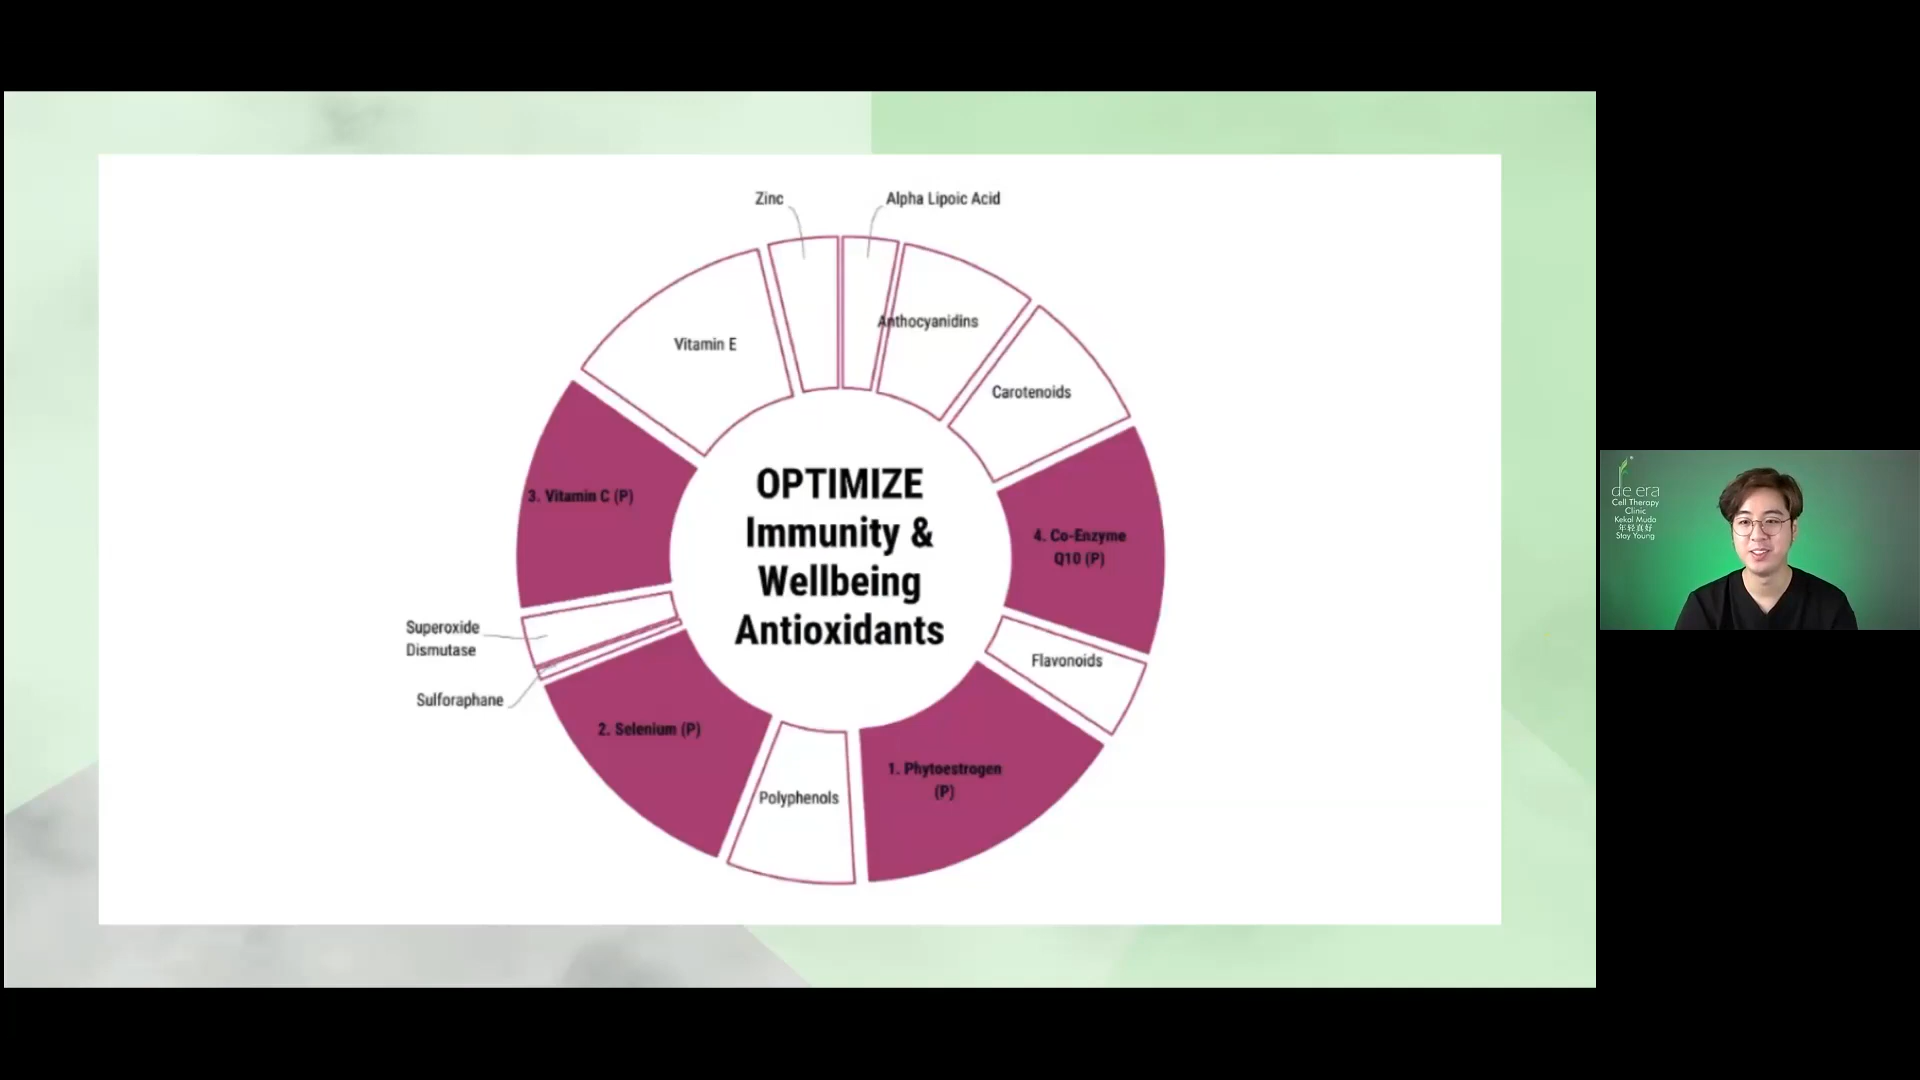 Zinc
Alpha Lipoic Acid
Anthocyanidins
Vitamin E
Carotenoids
OPTIMIZE
Immunity &
Wellbeing
Antioxidants
3. Vitamin C (P)
4. Co-Enzyme
Q10 (P)
Superoxide
Dismutase
Flavonoids
Sulforaphane
2. Selenium (P)
1. Phytoestrogen
(P)
Polyphenols
de era
Cell Therapy
Clinic
Kekal Muda
年轻真好
Stay Young